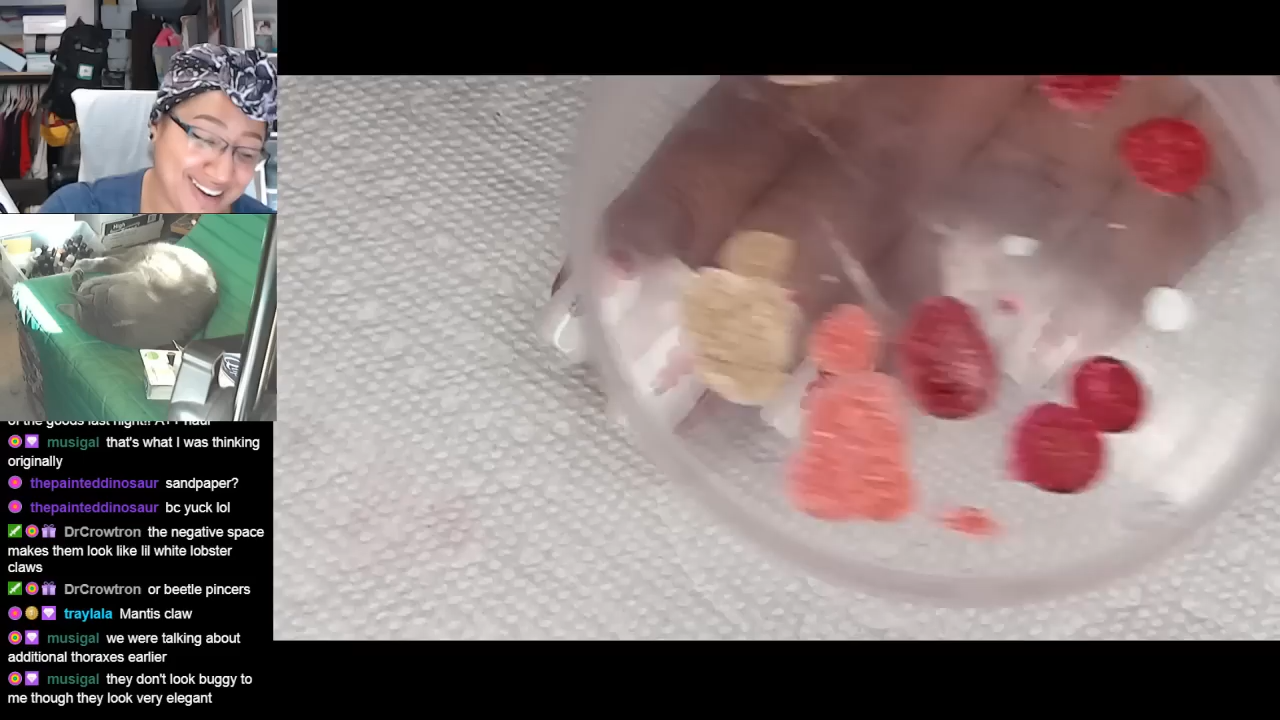 musigal that's what I was thinking
originally
thepainteddinosaur sandpaper?
thepainteddinosaur bc yuck lol
DrCrowtron the negative space
makes them look like lil white lobster
claws
DrCrowtron or beetle pincers
traylala Mantis claw
musigal we were talking about
additional thoraxes earlier
musigal they don't look buggy to
me though they look very elegant